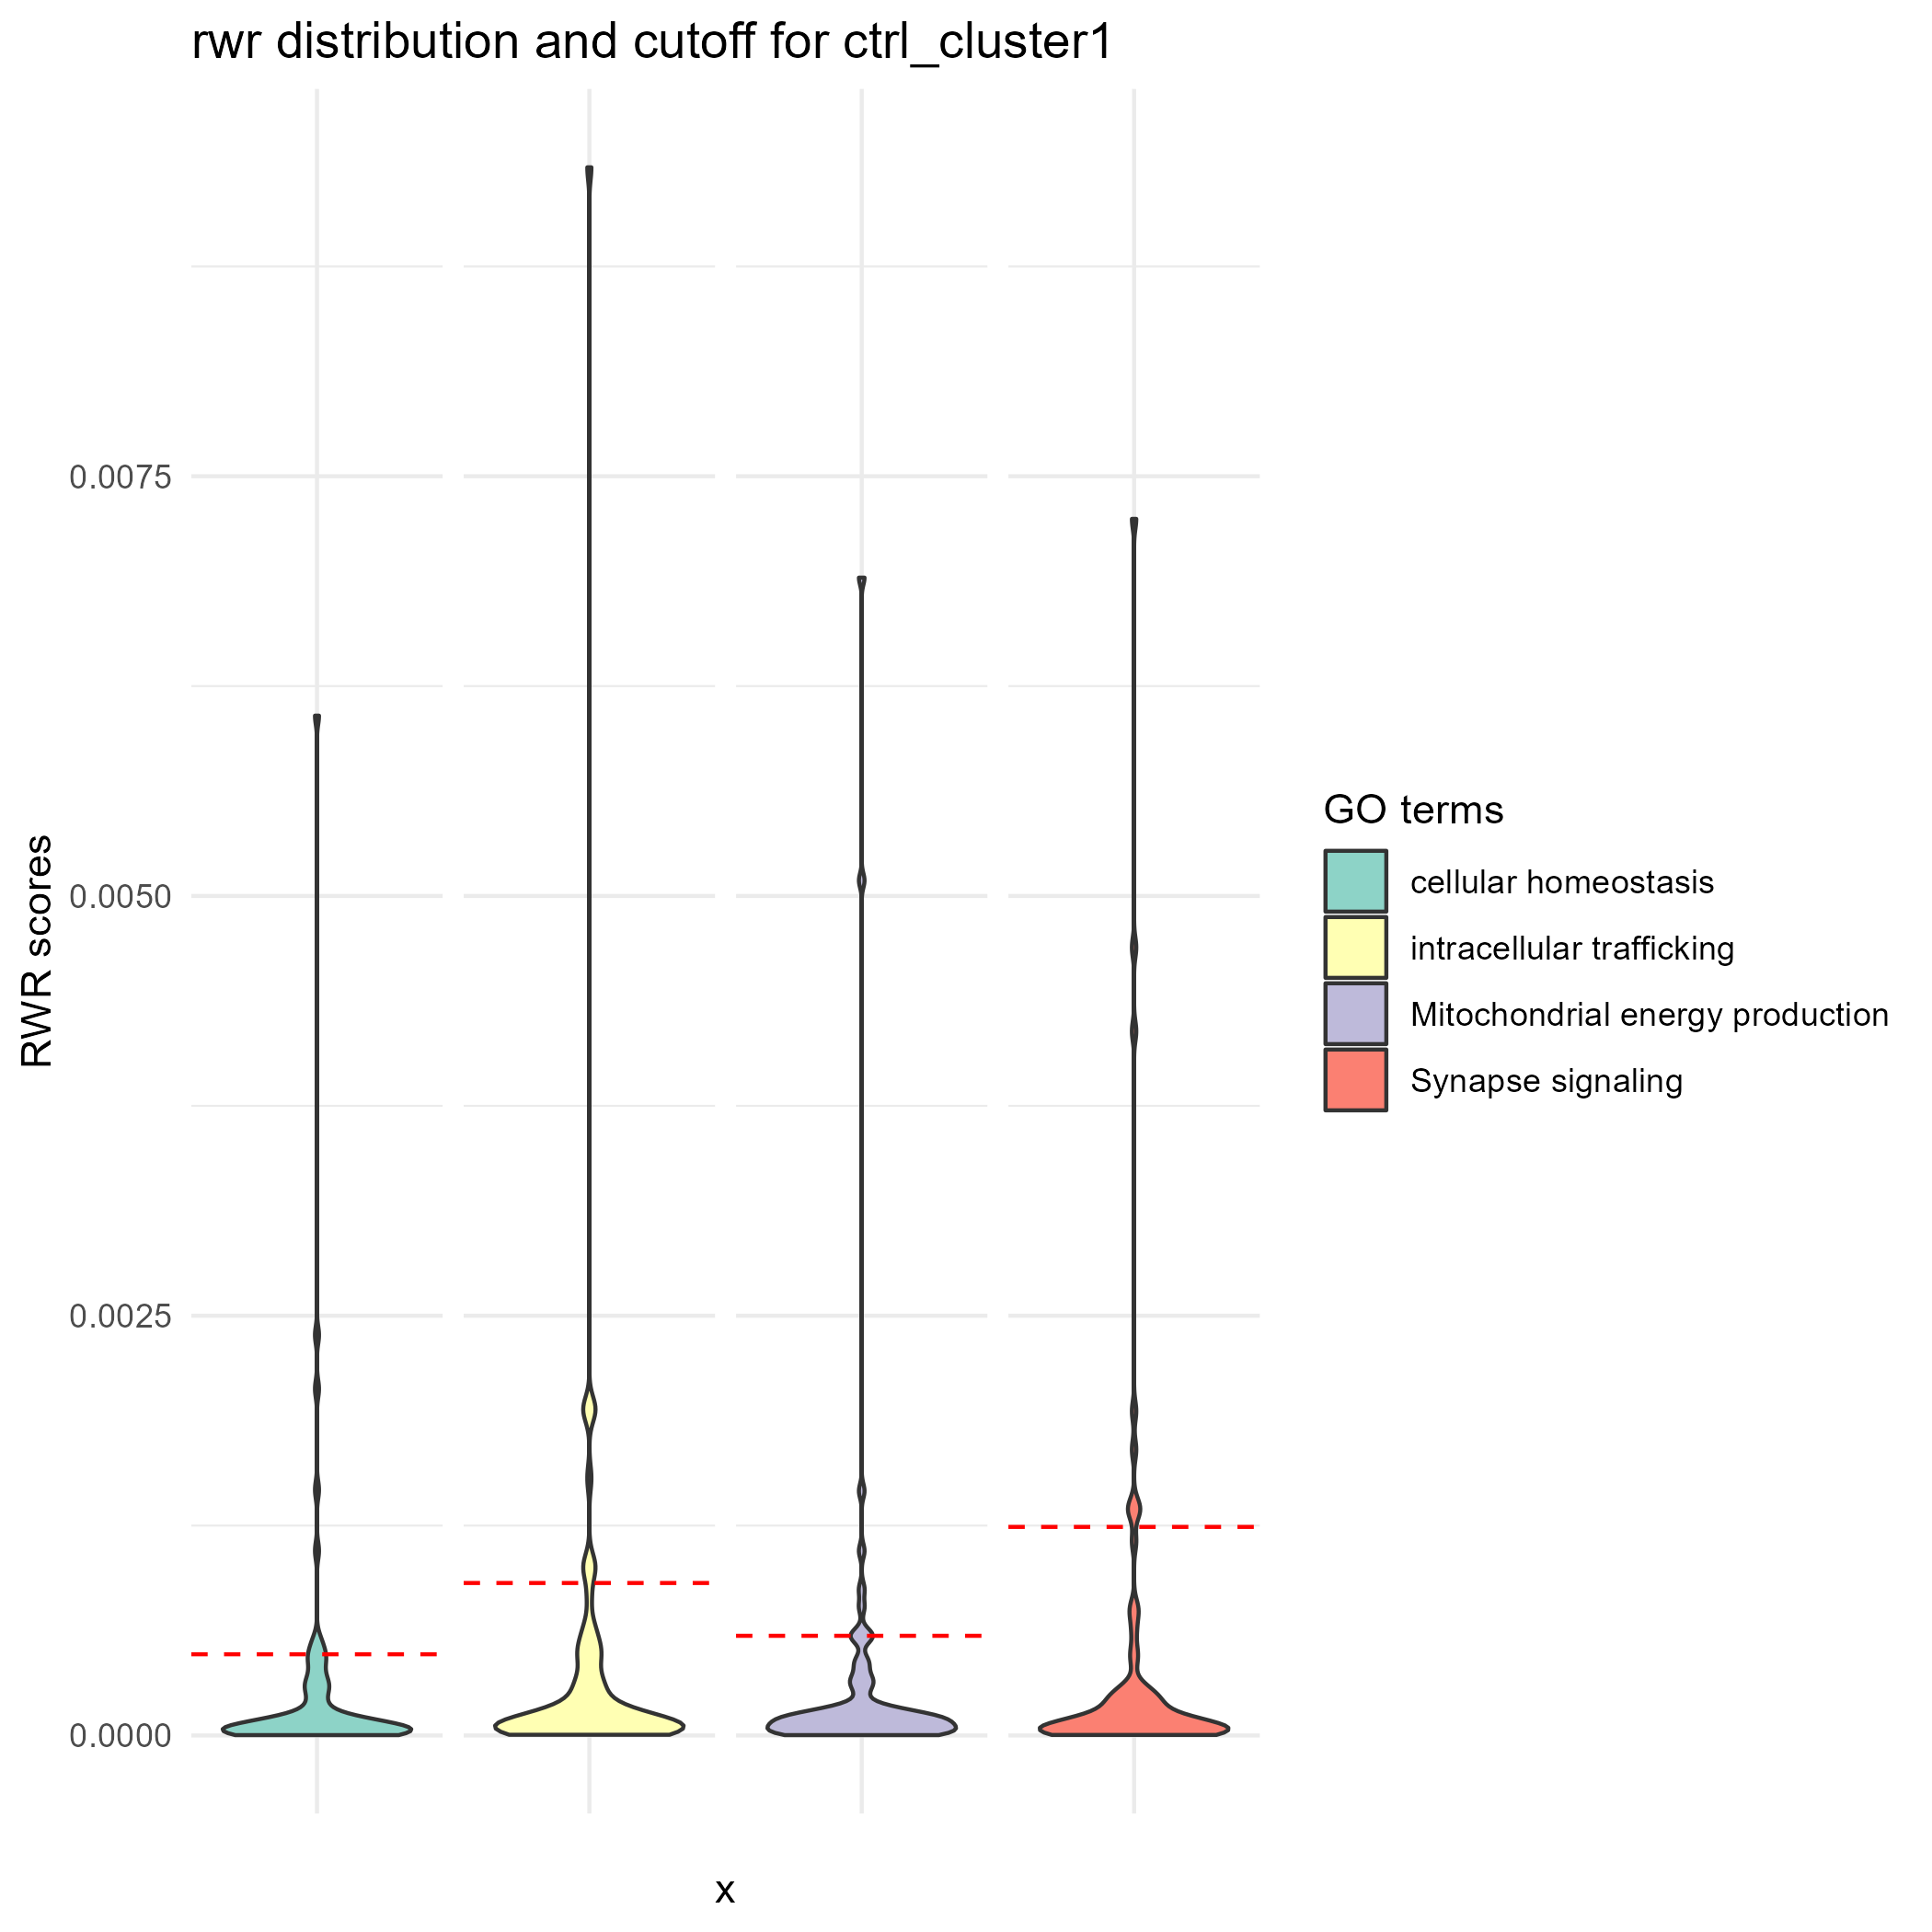 rwr distribution and cutoff for ctrl_cluster1
RWR scores
0.0075
0.0050
0.0025
0.0000
x
GO terms
cellular homeostasis
intracellular trafficking
Mitochondrial energy production
Synapse signaling